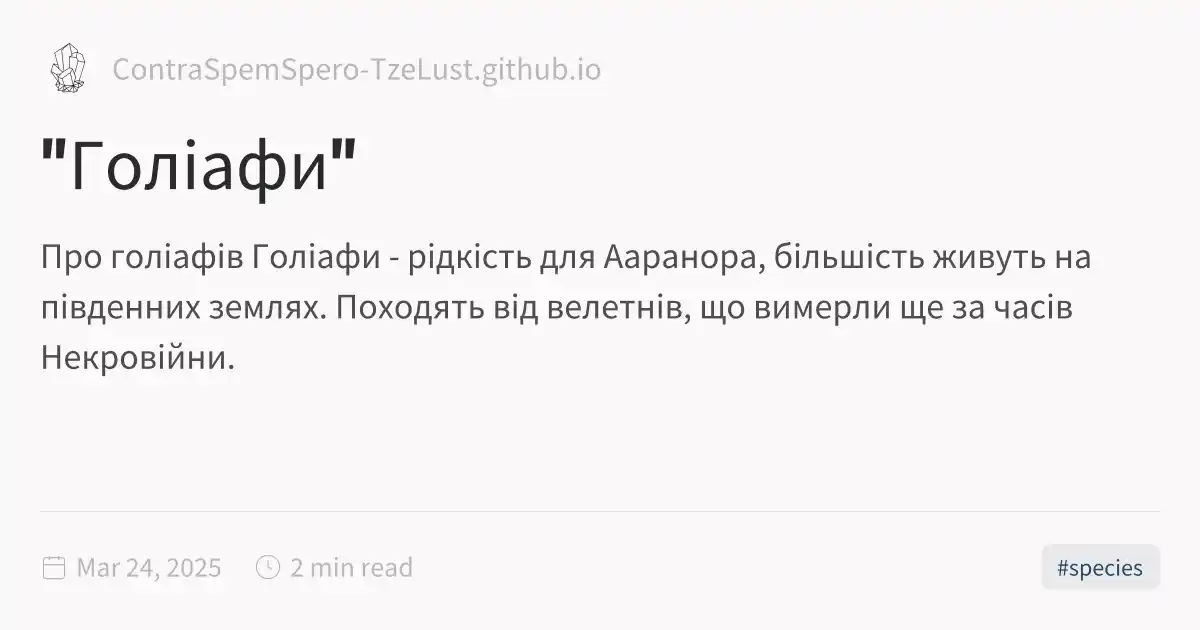 ContraSpemSpero-TzeLust.github.io
"Голіафи"
Про голіафів Голіафи - рідкість для Ааранора, більшість живуть на
південних землях. Походять від велетнів, що вимерли ще за часів
Некровійни.
Mar 24, 2025
2 min read
#species